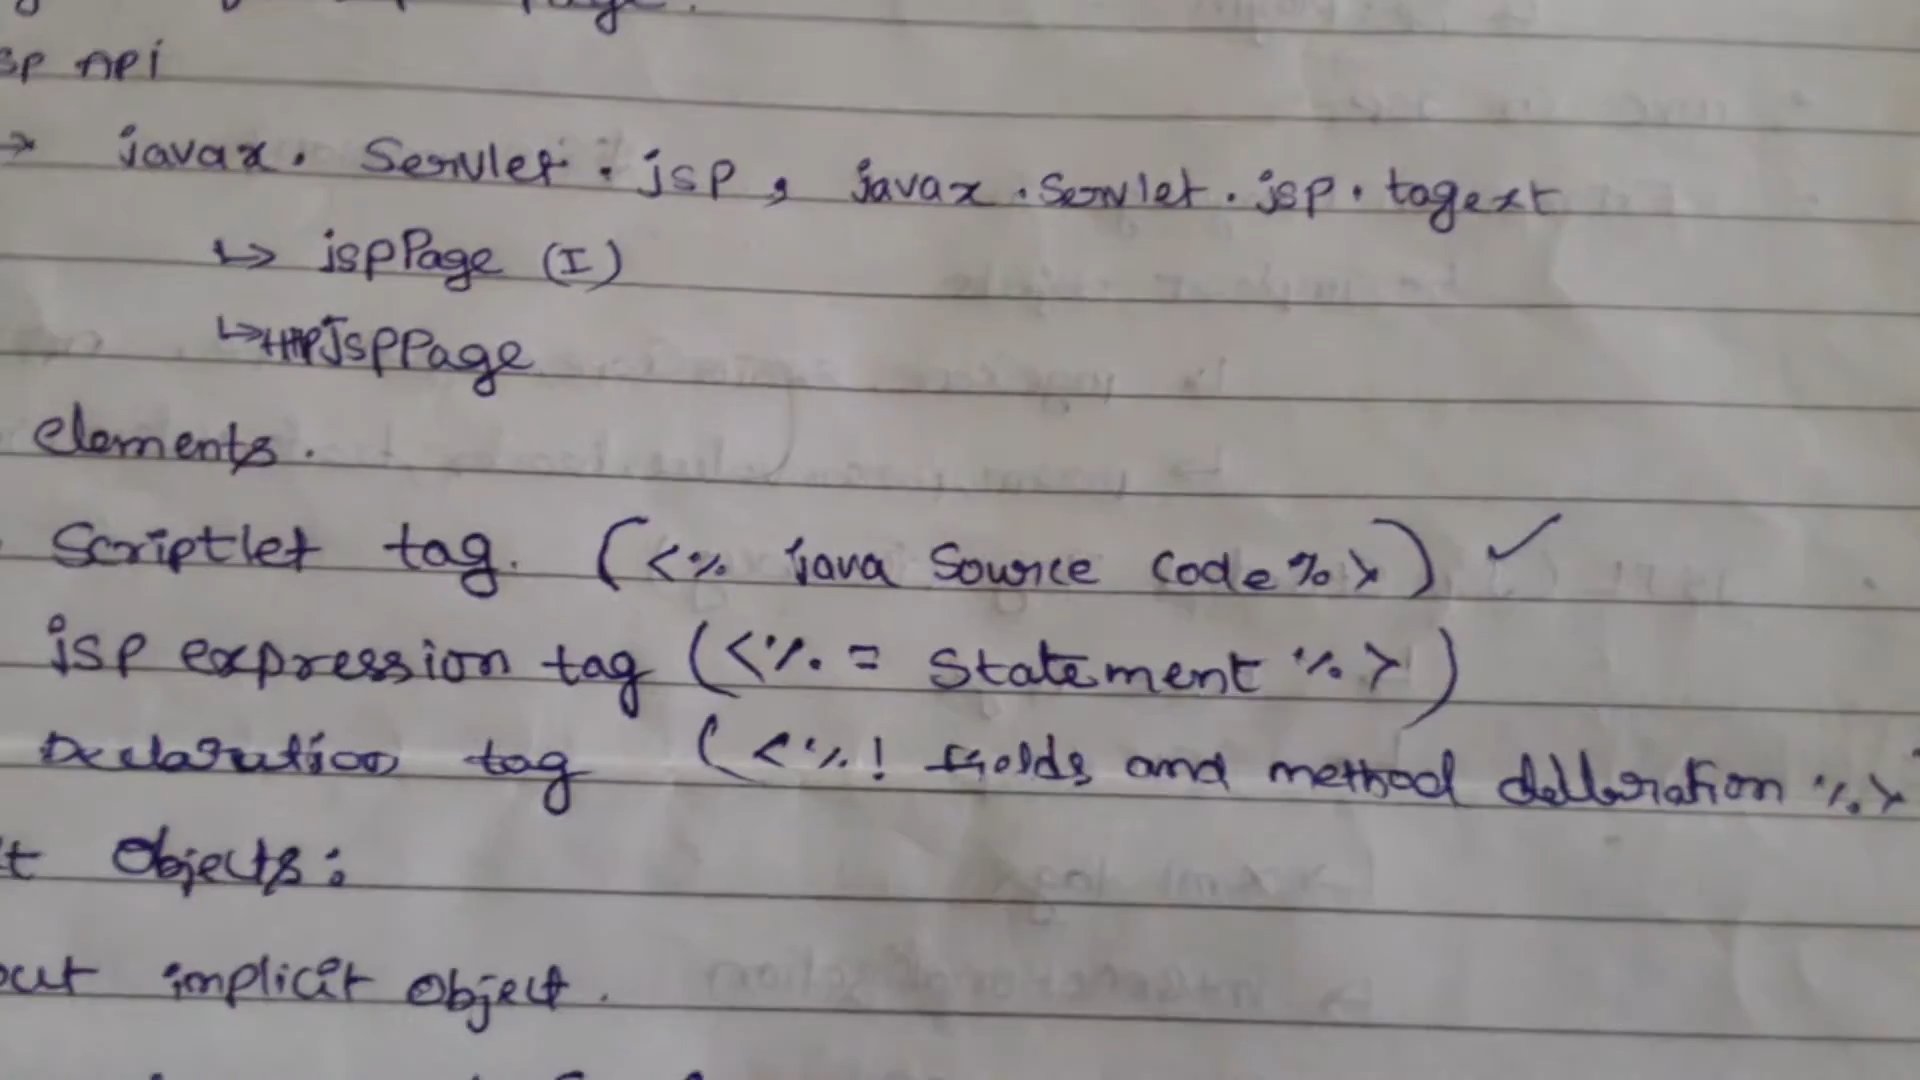 sp API
→ javax. Servlet. jsp, javax.Servlet.jsp.tagext
↳ jspPage (I)
↳ HttpJspPage
elements.
Scriptlet tag. (<% java Source code %>) ✓
jsp expression tag (<% = Statement %>)
Declaration tag (<%! fields and method dellaration %>
t Objects:
out implicit object.